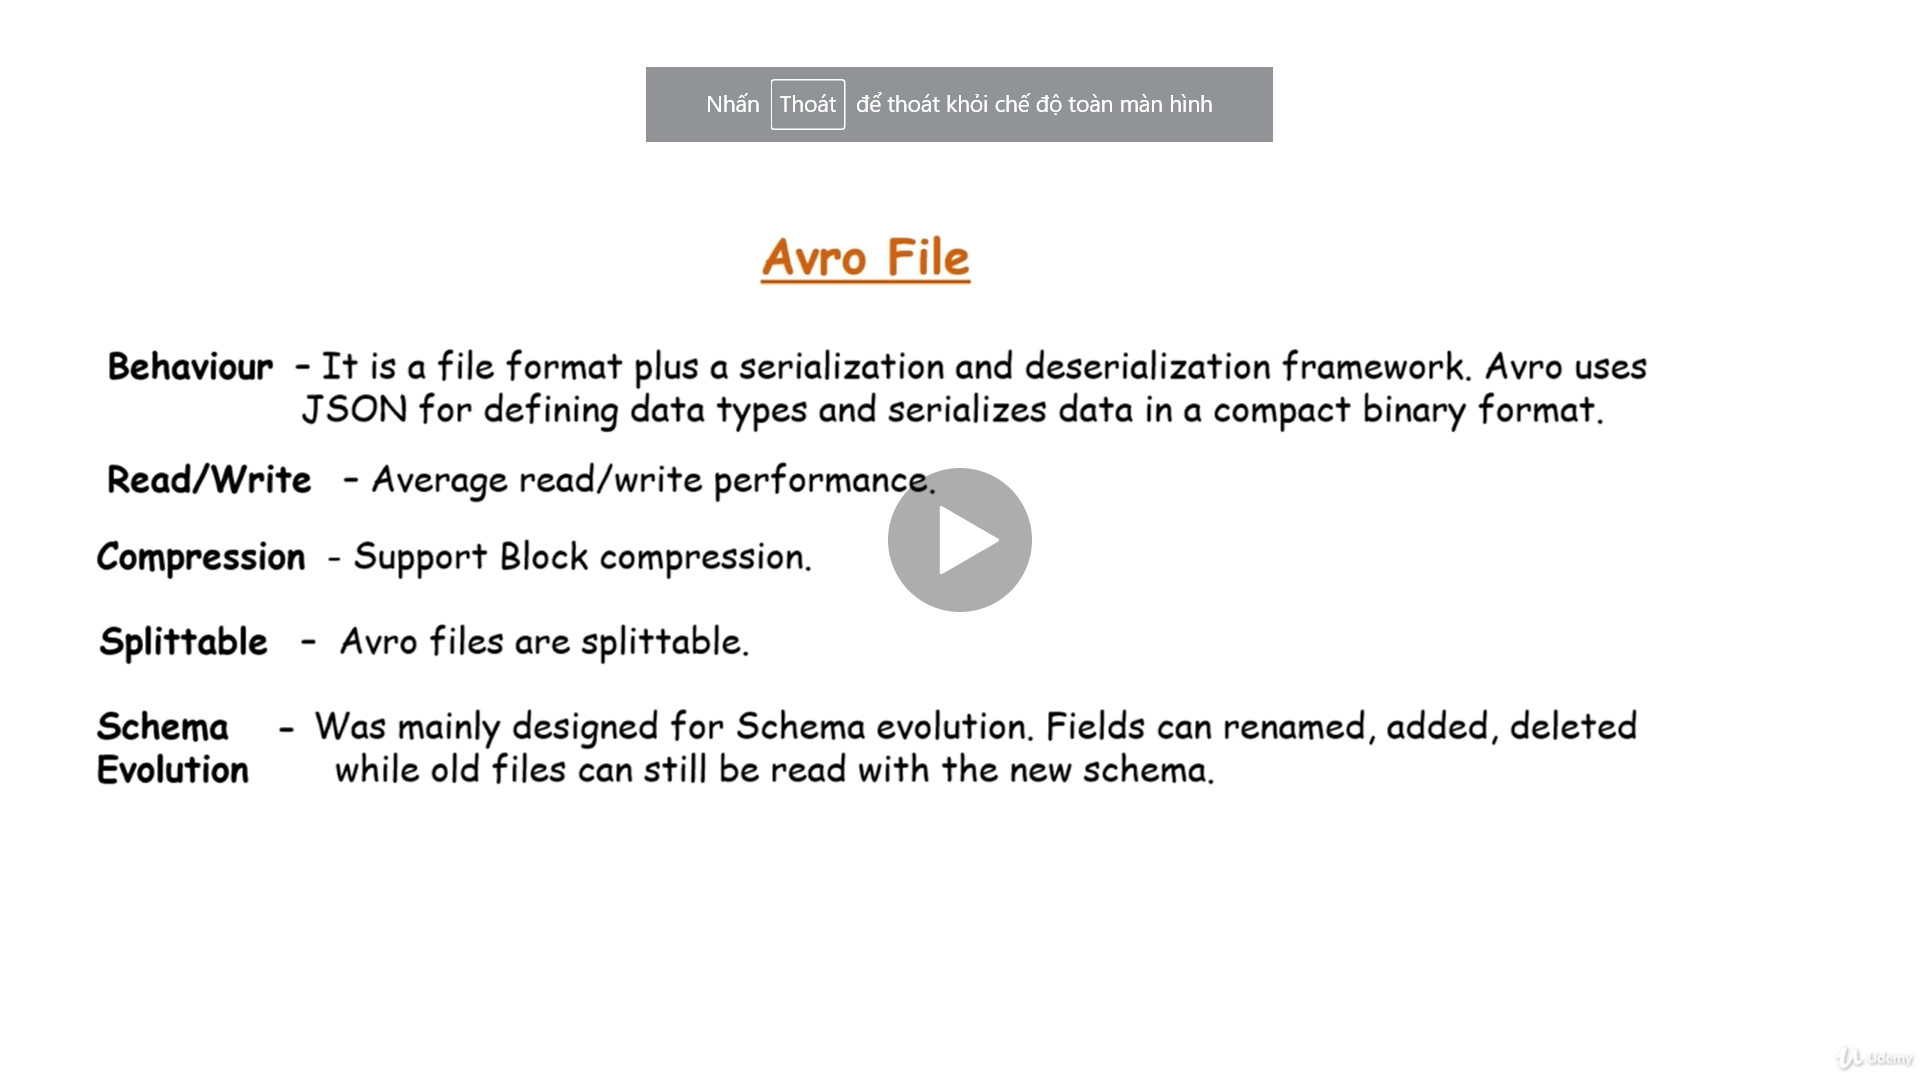 Nhấn Thoát để thoát khỏi chế độ toàn màn hình
Avro File
Behaviour - It is a file format plus a serialization and deserialization framework. Avro uses
JSON for defining data types and serializes data in a compact binary format.
Read/Write - Average read/write performance.
Compression - Support Block compression.
Splittable - Avro files are splittable.
Schema - Was mainly designed for Schema evolution. Fields can renamed, added, deleted
Evolution while old files can still be read with the new schema.
Udemy